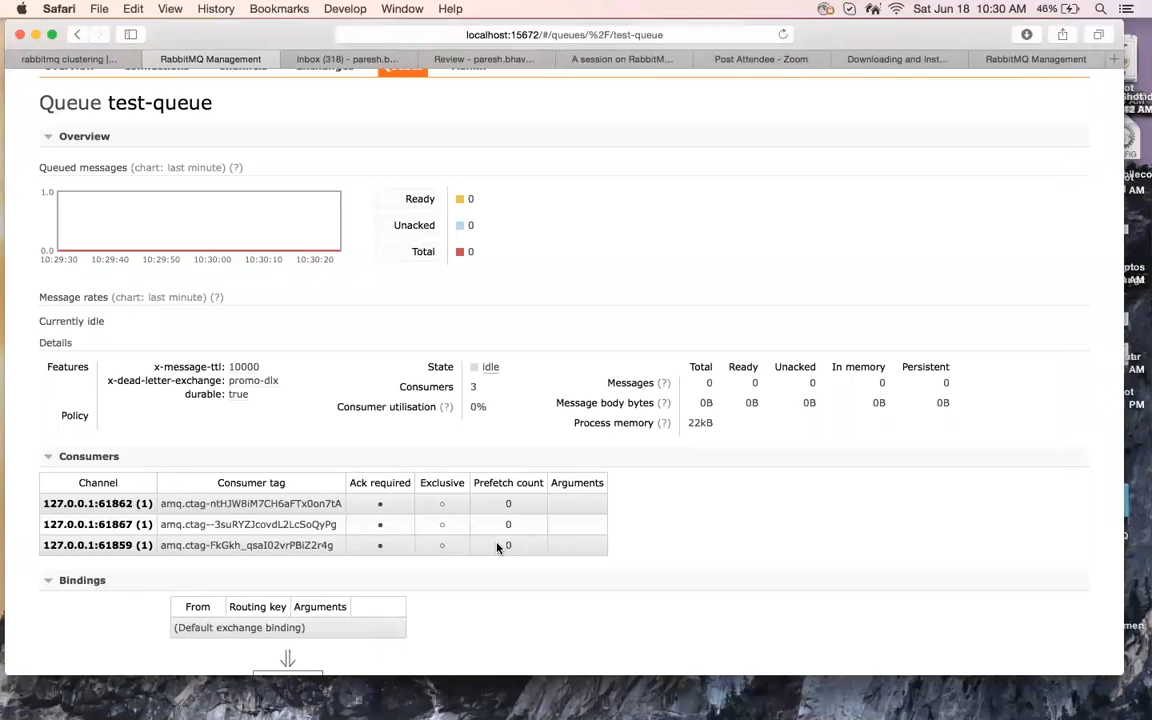 Safari File Edit View History Bookmarks Develop Window Help Sat Jun 18 10:30 AM 46%
localhost:15672/#/queues/%2F/test-queue
rabbitmq clustering |... RabbitMQ Management Inbox (318) - paresh.b... Review - paresh.bhav... A session on RabbitM... Post Attendee - Zoom Downloading and Inst... RabbitMQ Management
Queue test-queue
Overview
Queued messages (chart: last minute) (?)
1.0
0.0
10:29:30 10:29:40 10:29:50 10:30:00 10:30:10 10:30:20
Ready 0
Unacked 0
Total 0
Message rates (chart: last minute) (?)
Currently idle
Details
Features x-message-ttl: 10000
x-dead-letter-exchange: promo-dlx
durable: true
Policy
State idle
Consumers 3
Consumer utilisation (?) 0%
Total Ready Unacked In memory Persistent
Messages (?) 0 0 0 0 0
Message body bytes (?) 0B 0B 0B 0B 0B
Process memory (?) 22kB
Consumers
Channel Consumer tag Ack required Exclusive Prefetch count Arguments
127.0.0.1:61862 (1) amq.ctag-ntHJW8iM7CH6aFTx0on7tA 0
127.0.0.1:61867 (1) amq.ctag--3suRYZJcovdL2LcSoQyPg 0
127.0.0.1:61859 (1) amq.ctag-FkGkh_qsaI02vrPBiZ2r4g 0
Bindings
From Routing key Arguments
(Default exchange binding)